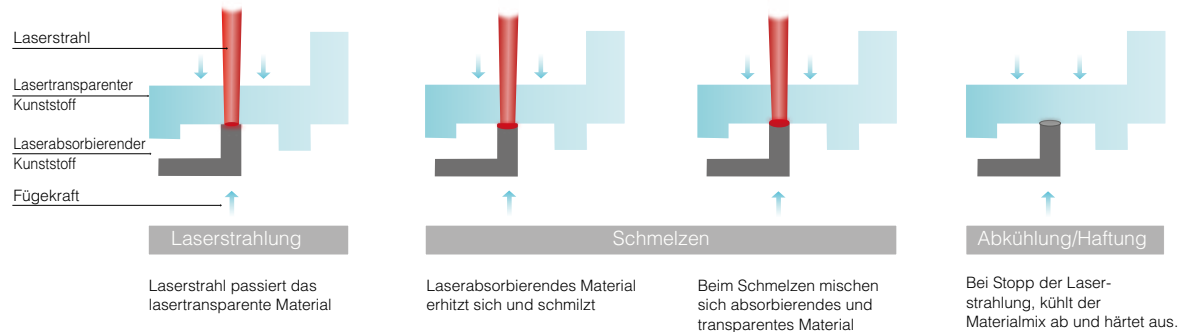 Laserstrahl
Lasertransparenter
Kunststoff
Laserabsorbierender
Kunststoff
Fügekraft
Laserstrahlung
Schmelzen
Abkühlung/Haftung
Laserstrahl passiert das
lasertransparente Material
Laserabsorbierendes Material
erhitzt sich und schmilzt
Beim Schmelzen mischen
sich absorbierendes und
transparentes Material
Bei Stopp der Laser-
strahlung, kühlt der
Materialmix ab und härtet aus.